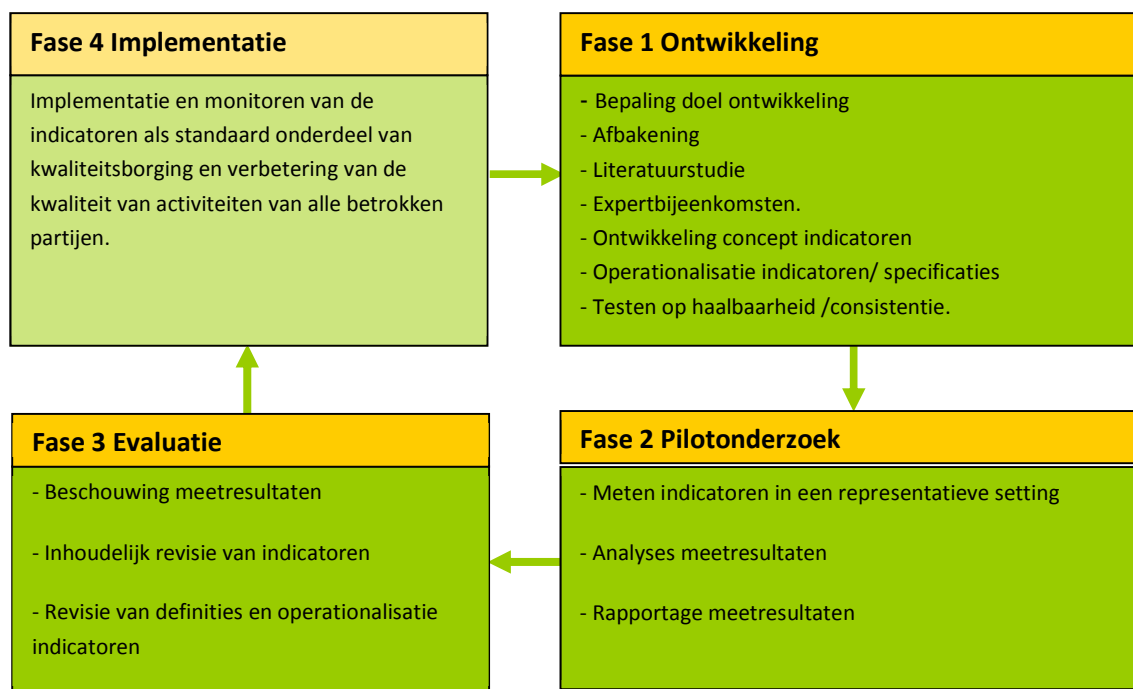 Fase 4 Implementatie
Implementatie en monitoren van de
indicatoren als standaard onderdeel van
kwaliteitsborging en verbetering van de
kwaliteit van activiteiten van alle betrokken
partijen.
Fase 1 Ontwikkeling
- Bepaling doel ontwikkeling
- Afbakening
- Literatuurstudie
- Expertbijeenkomsten.
- Ontwikkeling concept indicatoren
- Operationalisatie indicatoren/ specificaties
- Testen op haalbaarheid /consistentie.
Fase 3 Evaluatie
- Beschouwing meetresultaten
- Inhoudelijk revisie van indicatoren
- Revisie van definities en operationalisatie
indicatoren
Fase 2 Pilotonderzoek
- Meten indicatoren in een representatieve setting
- Analyses meetresultaten
- Rapportage meetresultaten